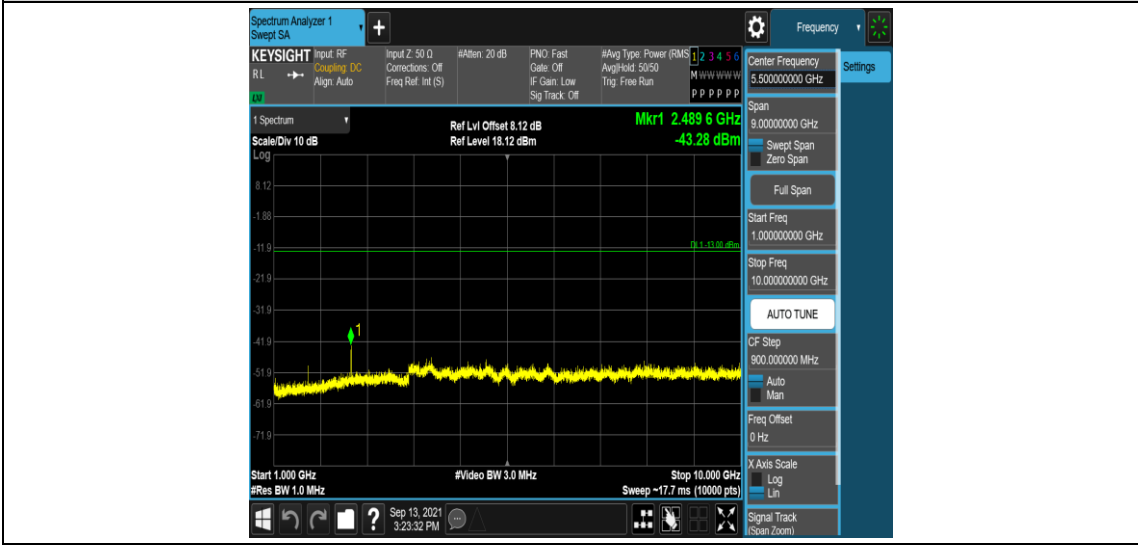 Spectrum Analyzer 1
Swept SA
+
Frequency
KEYSIGHT
RL
LM
Input: RF
Coupling: DC
Align: Auto
Input Z: 50 Ω
Corrections: Off
Freq Ref: Int (S)
#Atten: 20 dB
PNO: Fast
Gate: Off
IF Gain: Low
Sig Track: Off
#Avg Type: Power (RMS
Avg|Hold: 50/50
Trig: Free Run
1 2 3 4 5 6
M W W W W W
P P P P P P
1 Spectrum
Scale/Div 10 dB
Log
Ref Lvl Offset 8.12 dB
Ref Level 18.12 dBm
Mkr1 2.489 6 GHz
-43.28 dBm
8.12
-1.88
-11.9
DL1 -13.00 dBm
-21.9
-31.9
1
-41.9
-51.9
-61.9
-71.9
Start 1.000 GHz
#Res BW 1.0 MHz
#Video BW 3.0 MHz
Stop 10.000 GHz
Sweep ~17.7 ms (10000 pts)
?
Sep 13, 2021
3:23:32 PM
Center Frequency
5.500000000 GHz
Settings
Span
9.00000000 GHz
Swept Span
Zero Span
Full Span
Start Freq
1.000000000 GHz
Stop Freq
10.000000000 GHz
AUTO TUNE
CF Step
900.000000 MHz
Auto
Man
Freq Offset
0 Hz
X Axis Scale
Log
Lin
Signal Track
(Span Zoom)